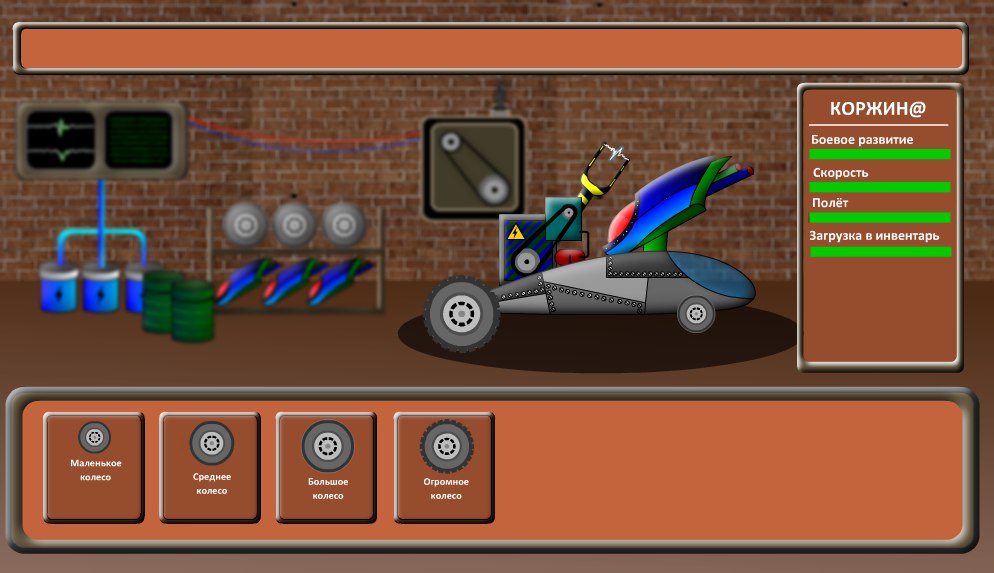 КОРЖИН@
Боевое развитие
Скорость
Полёт
Загрузка в инвентарь
Маленькое
колесо
Среднее
колесо
Большое
колесо
Огромное
колесо